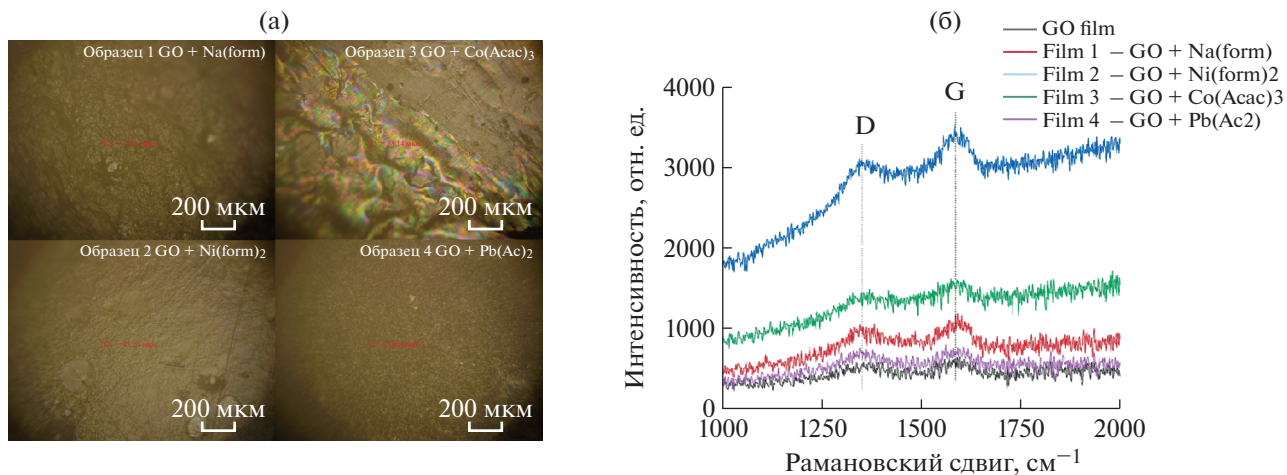 (а)
Образец 1 GO + Na(form)
200 мкм
Образец 3 GO + Co(Acac)3
200 мкм
Образец 2 GO + Ni(form)2
200 мкм
Образец 4 GO + Pb(Ac)2
200 мкм
(б)
GO film
Film 1 – GO + Na(form)
Film 2 – GO + Ni(form)2
Film 3 – GO + Co(Acac)3
Film 4 – GO + Pb(Ac2)
Интенсивность, отн. ед.
4000
3000
2000
1000
0
D
G
1000 1250 1500 1750 2000
Рамановский сдвиг, см–1